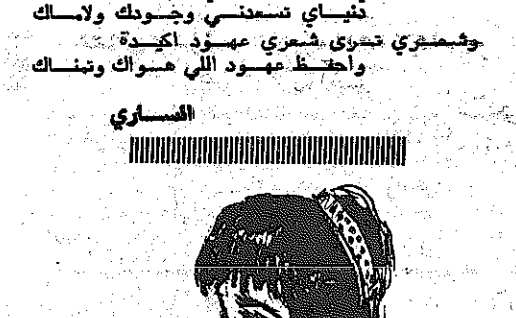 دنياي تسعدني وجودك ولاماك
وشعري ترى شعري عهود اكيدة
واحفظ عهود اللي هواك وتمناك
الساري